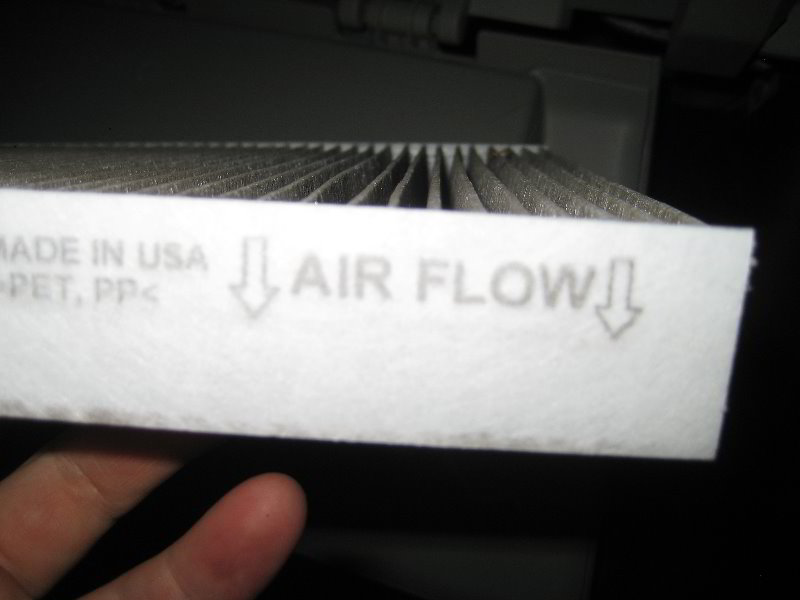 MADE IN USA
>PET, PP<
AIR FLOW